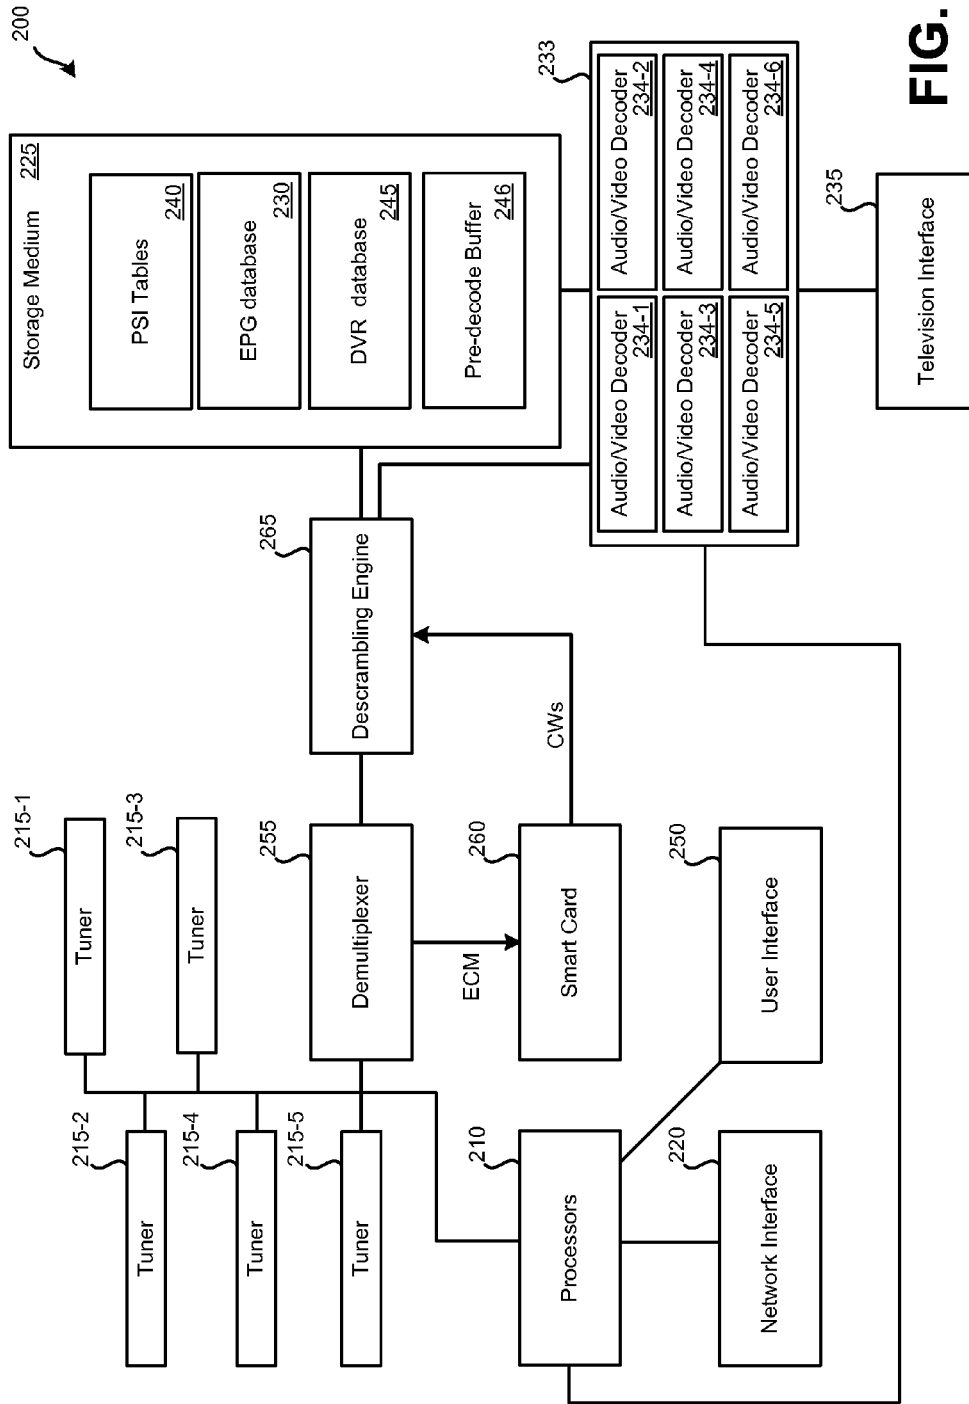 200
215-1
Tuner
215-3
Tuner
215-2
Tuner
215-4
Tuner
215-5
Tuner
255
Demultiplexer
265
Descrambling Engine
Storage Medium
225
PSI Tables
240
EPG database
230
DVR database
245
Pre-decode Buffer
246
ECM
260
Smart Card
CWs
210
Processors
250
User Interface
220
Network Interface
233
Audio/Video Decoder
234-1
Audio/Video Decoder
234-2
Audio/Video Decoder
234-3
Audio/Video Decoder
234-4
Audio/Video Decoder
234-5
Audio/Video Decoder
234-6
235
Television Interface
FIG.